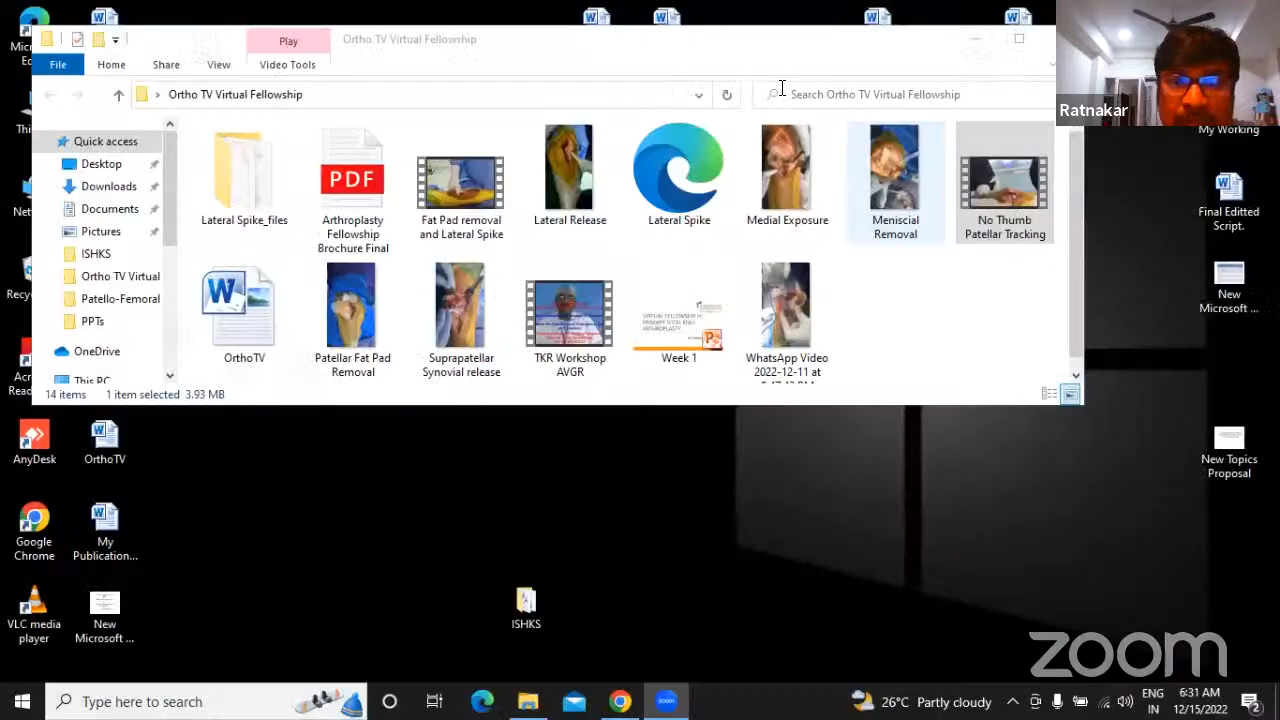 Play
Ortho TV Virtual Fellowship
File
Home
Share
View
Video Tools
Ortho TV Virtual Fellowship
Search Ortho TV Virtual Fellowship
Ratnakar
Quick access
Desktop
Downloads
Documents
Pictures
ISHKS
Ortho TV Virtual
Patello-Femoral
PPTs
OneDrive
This PC
Lateral Spike_files
PDF
Arthroplasty
Fellowship
Brochure Final
Fat Pad removal
and Lateral Spike
Lateral Release
Lateral Spike
Medial Exposure
Meniscial
Removal
No Thumb
Patellar Tracking
W
OrthoTV
Patellar Fat Pad
Removal
Suprapatellar
Synovial release
TKR Workshop
AVGR
Week 1
WhatsApp Video
2022-12-11 at
14 items
1 item selected
3.93 MB
My Working
Final Editted
Script.
New
Microsoft ...
New Topics
Proposal
AnyDesk
OrthoTV
Google
Chrome
My
Publication...
VLC media
player
New
Microsoft ...
ISHKS
zoom
Type here to search
zoom
26°C Partly cloudy
ENG
IN
6:31 AM
12/15/2022
2